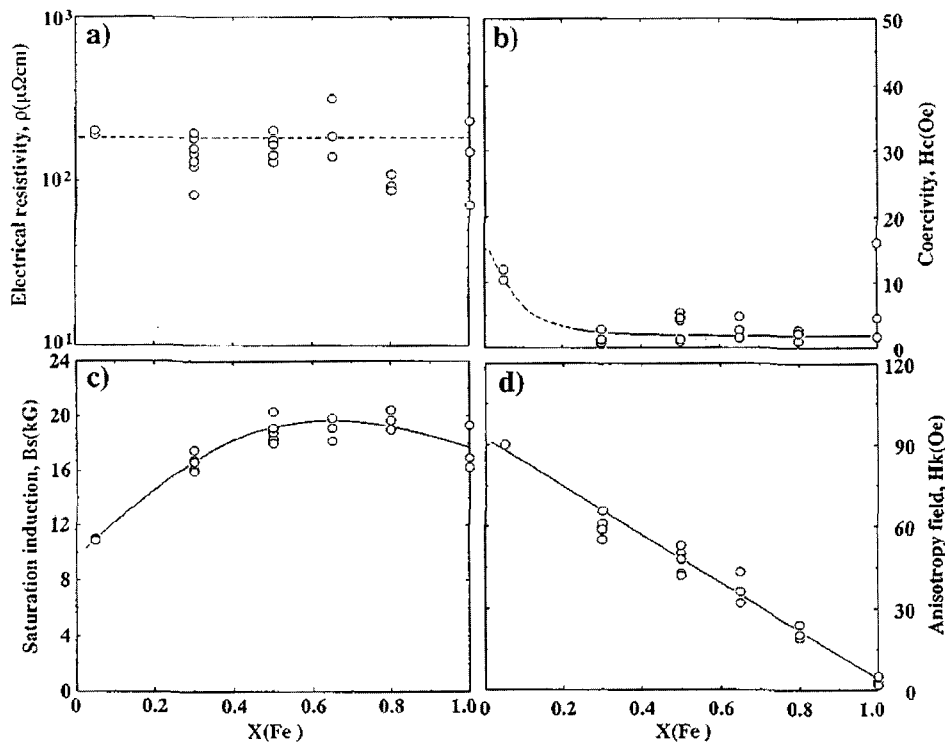 a)
10³
10²
10¹
Electrical resistivity, ρ(μΩcm)
b)
50
40
30
20
10
0
Coercivity, Hc(Oe)
c)
24
20
16
12
8
4
0
Saturation induction, Bs(kG)
0 0.2 0.4 0.6 0.8 1.0
X(Fe)
d)
120
90
60
30
0
Anisotropy field, Hk(Oe)
0 0.2 0.4 0.6 0.8 1.0
X(Fe)